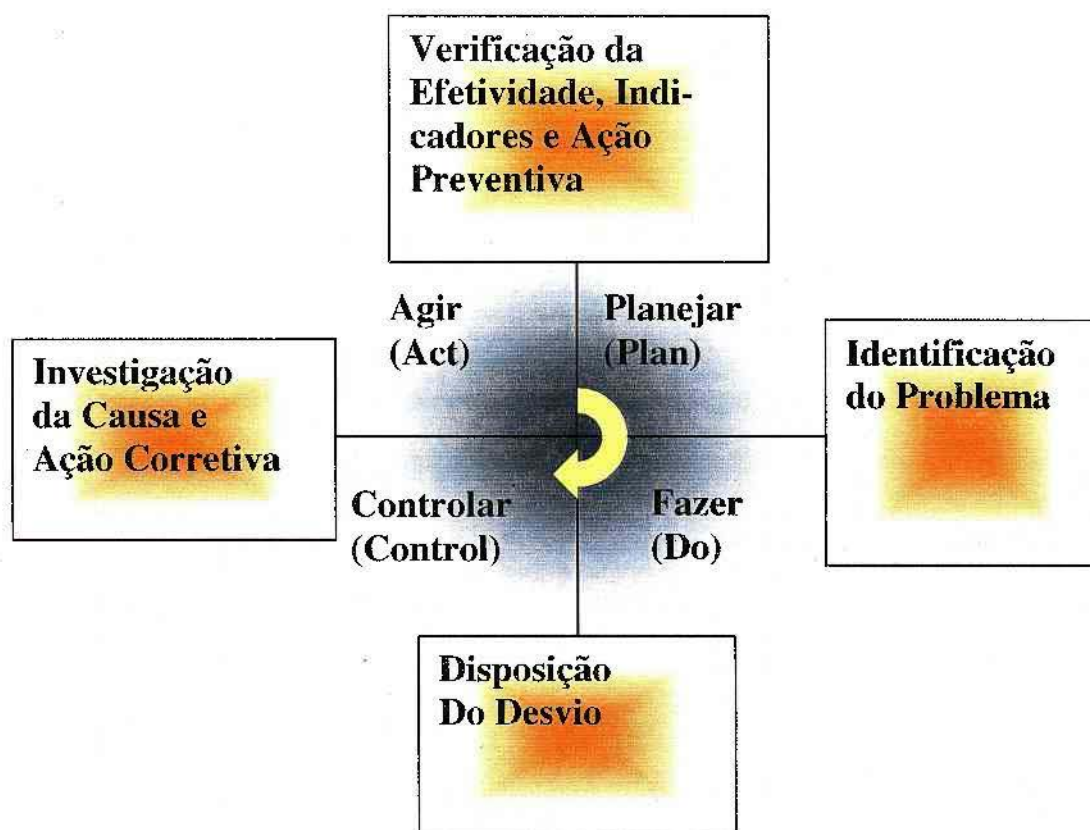 Verificação da
Efetividade, Indi-
cadores e Ação
Preventiva
Agir
(Act)
Planejar
(Plan)
Investigação
da Causa e
Ação Corretiva
Identificação
do Problema
Controlar
(Control)
Fazer
(Do)
Disposição
Do Desvio